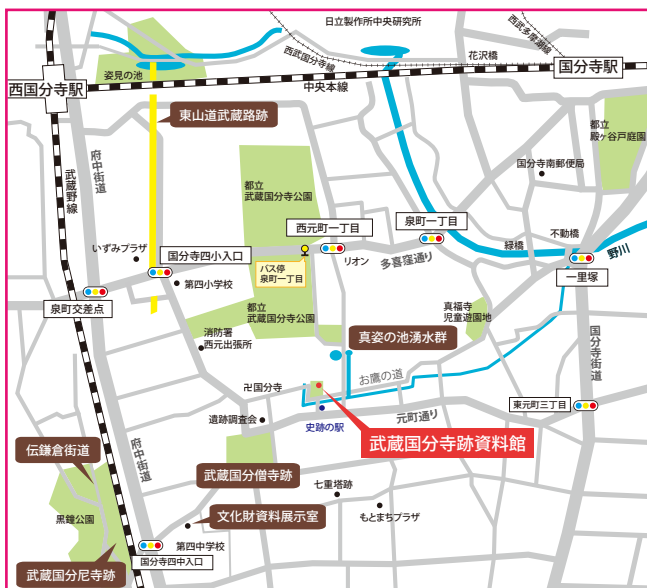 日立製作所中央研究所
西武多摩湖線
西武国分寺線
花沢橋
国分寺駅
姿見の池
西国分寺駅
中央本線
東山道武蔵路跡
都立
殿ヶ谷戸庭園
府中街道
武蔵野線
国分寺南郵便局
都立
武蔵国分寺公園
西元町一丁目
泉町一丁目
不動橋
緑橋
野川
いずみプラザ
国分寺四小入口
リオン
多喜窪通り
バス停
泉町一丁目
一里塚
第四小学校
泉町交差点
都立
武蔵国分寺公園
真福寺
児童遊園地
国分寺街道
消防署
西元出張所
真姿の池湧水群
お鷹の道
卍国分寺
東元町三丁目
遺跡調査会
史跡の駅
元町通り
武蔵国分寺跡資料館
伝鎌倉街道
府中街道
武蔵国分僧寺跡
七重塔跡
黒鐘公園
文化財資料展示室
もとまちプラザ
第四中学校
国分寺四中入口
武蔵国分尼寺跡